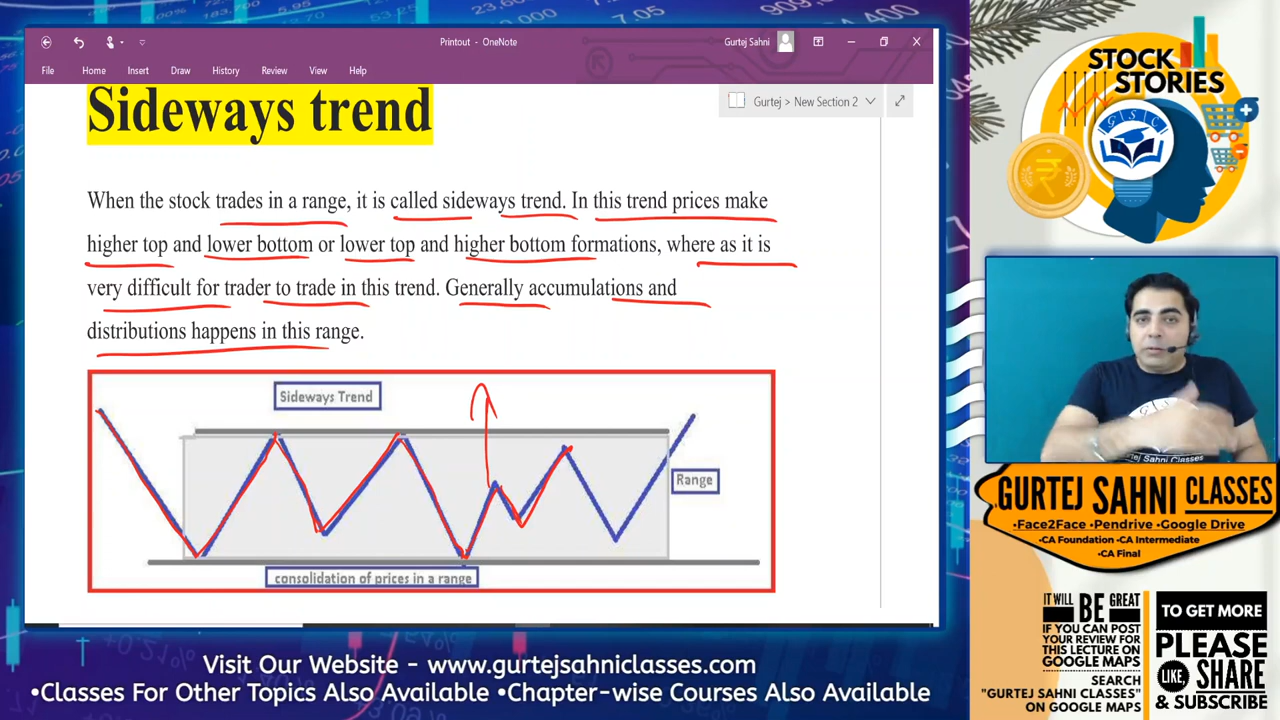 Printout - OneNote
Gurtej Sahni
File Home Insert Draw History Review View Help
Gurtej > New Section 2
Sideways trend
When the stock trades in a range, it is called sideways trend. In this trend prices make
higher top and lower bottom or lower top and higher bottom formations, where as it is
very difficult for trader to trade in this trend. Generally accumulations and
distributions happens in this range.
Sideways Trend
Range
consolidation of prices in a range
STOCK
STORIES
GSC
GURTEJ SAHNI CLASSES
•Face2Face •Pendrive •Google Drive
•CA Foundation •CA Intermediate
•CA Final
IT WILL
BE GREAT
IF YOU CAN POST
YOUR REVIEW FOR
THIS LECTURE ON
GOOGLE MAPS
SEARCH
"GURTEJ SAHNI CLASSES"
ON GOOGLE MAPS
TO GET MORE
PLEASE
LIKE, SHARE
& SUBSCRIBE
Visit Our Website - www.gurtejsahniclasses.com
•Classes For Other Topics Also Available •Chapter-wise Courses Also Available